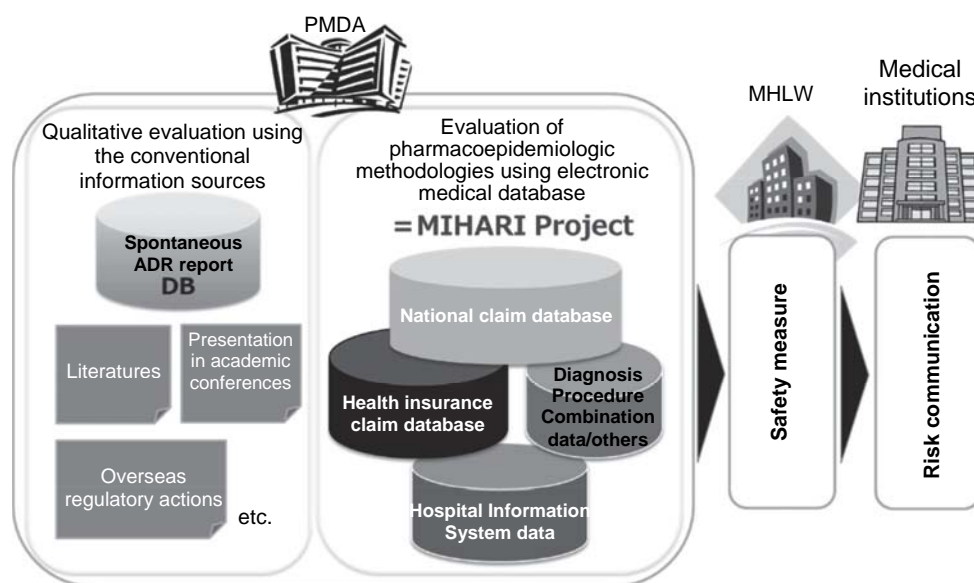 PMDA
Qualitative evaluation using
the conventional
information sources
Spontaneous
ADR report
DB
Literatures
Presentation
in academic
conferences
Overseas
regulatory actions
etc.
Evaluation of
pharmacoepidemiologic
methodologies using electronic
medical database
=MIHARI Project
National claim database
Health insurance
claim database
Diagnosis
Procedure
Combination
data/others
Hospital Information
System data
MHLW
Safety measure
Medical
institutions
Risk communication